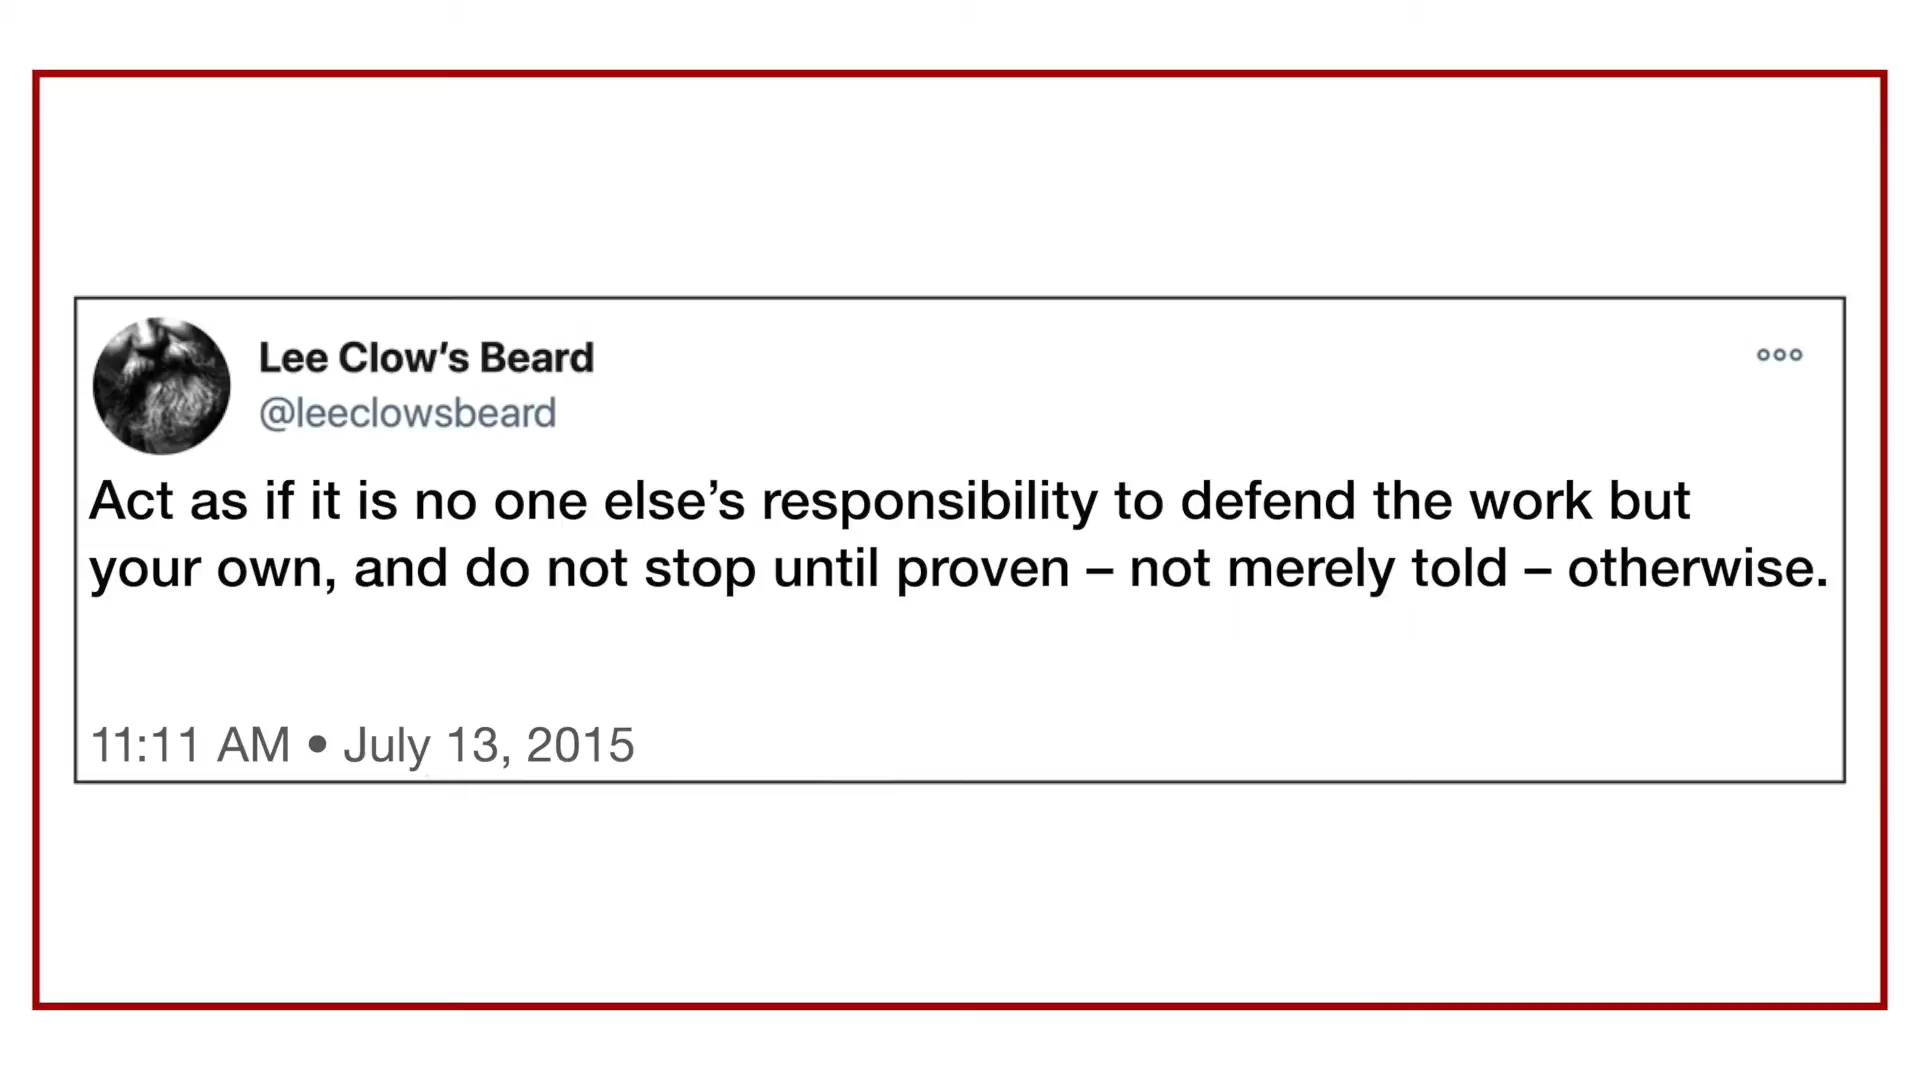 Lee Clow’s Beard
@leeclowsbeard
Act as if it is no one else’s responsibility to defend the work but
your own, and do not stop until proven – not merely told – otherwise.
11:11 AM • July 13, 2015